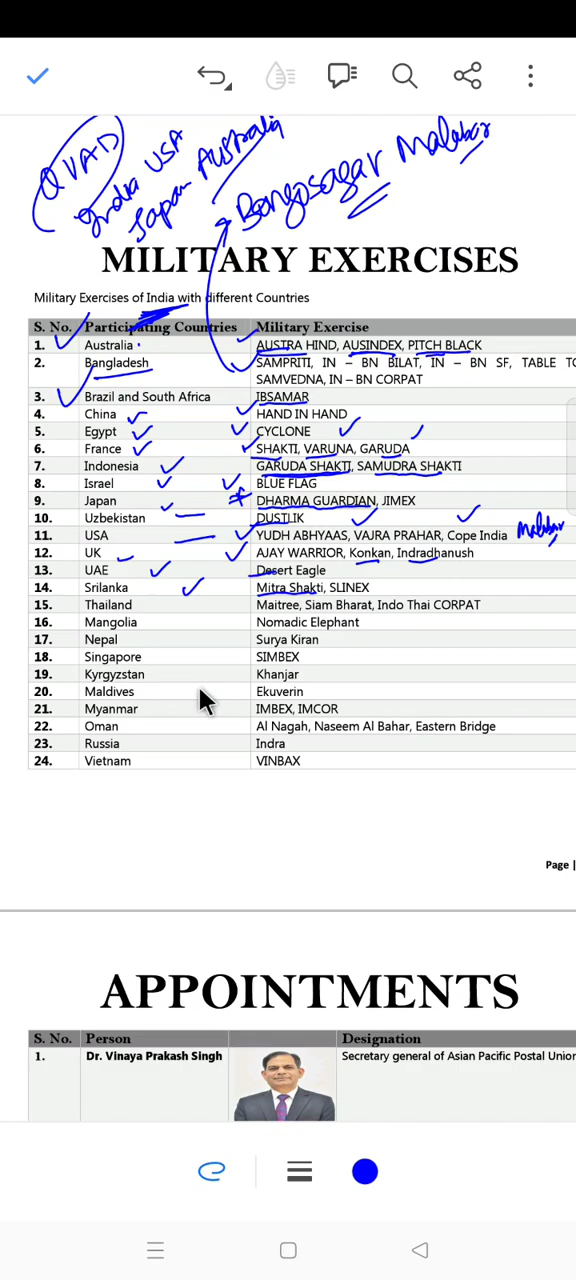 QUAD
India USA
Japan Australia
Bongosagar Malabar
MILITARY EXERCISES
Military Exercises of India with different Countries
S. No. Participating Countries Military Exercise
1. Australia AUSTRA HIND, AUSINDEX, PITCH BLACK
2. Bangladesh SAMPRITI, IN – BN BILAT, IN – BN SF, TABLE TO
SAMVEDNA, IN – BN CORPAT
3. Brazil and South Africa IBSAMAR
4. China HAND IN HAND
5. Egypt CYCLONE
6. France SHAKTI, VARUNA, GARUDA
7. Indonesia GARUDA SHAKTI, SAMUDRA SHAKTI
8. Israel BLUE FLAG
9. Japan DHARMA GUARDIAN, JIMEX
10. Uzbekistan DUSTLIK
11. USA YUDH ABHYAAS, VAJRA PRAHAR, Cope India Malabar
12. UK AJAY WARRIOR, Konkan, Indradhanush
13. UAE Desert Eagle
14. Srilanka Mitra Shakti, SLINEX
15. Thailand Maitree, Siam Bharat, Indo Thai CORPAT
16. Mangolia Nomadic Elephant
17. Nepal Surya Kiran
18. Singapore SIMBEX
19. Kyrgyzstan Khanjar
20. Maldives Ekuverin
21. Myanmar IMBEX, IMCOR
22. Oman Al Nagah, Naseem Al Bahar, Eastern Bridge
23. Russia Indra
24. Vietnam VINBAX
Page |
APPOINTMENTS
S. No. Person Designation
1. Dr. Vinaya Prakash Singh Secretary general of Asian Pacific Postal Union